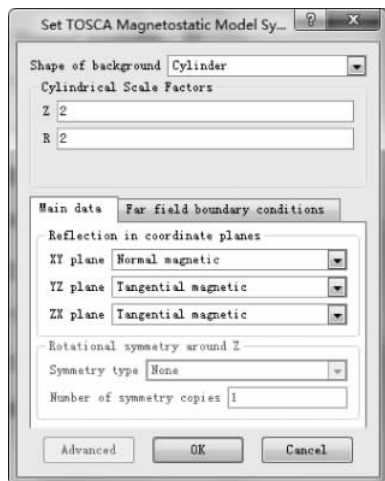 Set TOSCA Magnetostatic Model Sy...
Shape of background Cylinder
Cylindrical Scale Factors
Z 2
R 2
Main data Far field boundary conditions
Reflection in coordinate planes
XY plane Normal magnetic
YZ plane Tangential magnetic
ZX plane Tangential magnetic
Rotational symmetry around Z
Symmetry type None
Number of symmetry copies 1
Advanced OK Cancel